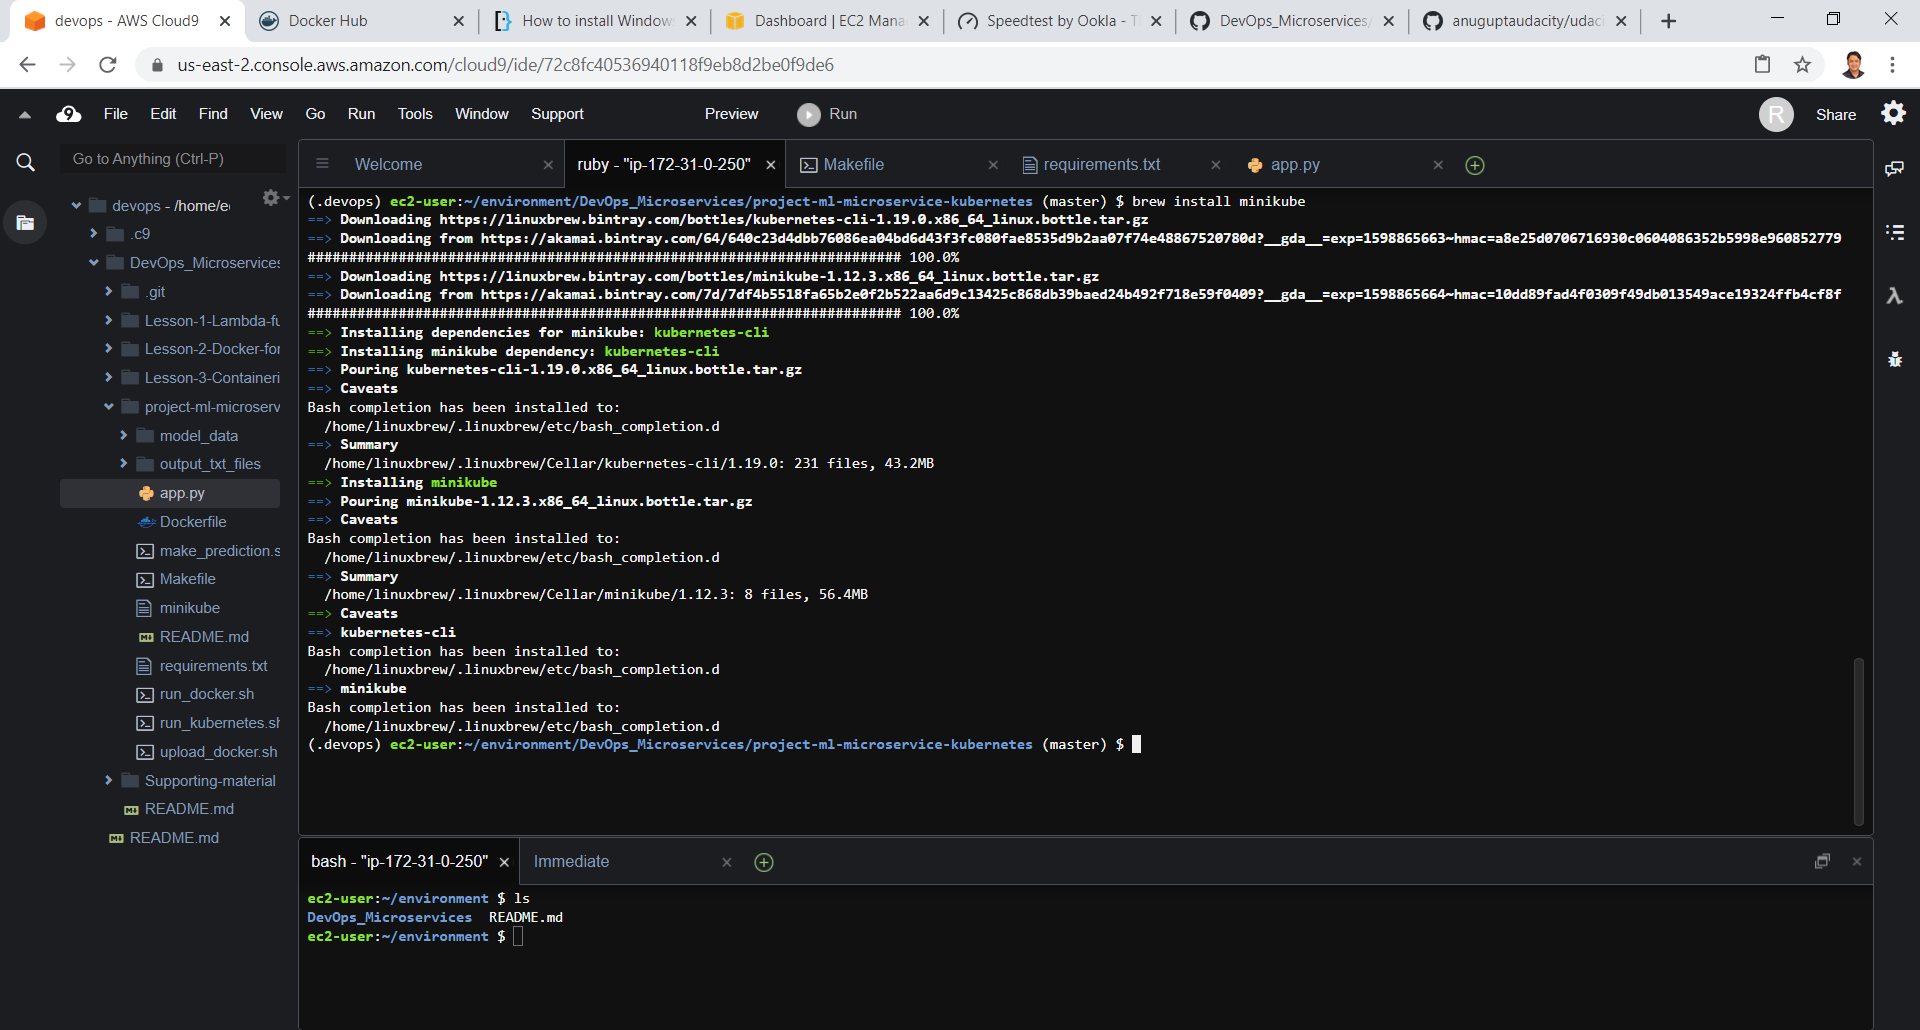 devops - AWS Cloud9
Docker Hub
How to install Window
Dashboard | EC2 Mana
Speedtest by Ookla - T
DevOps_Microservices/
anuguptaudacity/udac
us-east-2.console.aws.amazon.com/cloud9/ide/72c8fc40536940118f9eb8d2be0f9de6
9 File Edit Find View Go Run Tools Window Support Preview Run R Share
Go to Anything (Ctrl-P)
Welcome
ruby - "ip-172-31-0-250"
Makefile
requirements.txt
app.py
devops - /home/e
.c9
DevOps_Microservices
.git
Lesson-1-Lambda-fu
Lesson-2-Docker-for
Lesson-3-Containeri
project-ml-microserv
model_data
output_txt_files
app.py
Dockerfile
make_prediction.s
Makefile
minikube
README.md
requirements.txt
run_docker.sh
run_kubernetes.sh
upload_docker.sh
Supporting-material
README.md
README.md
(.devops) ec2-user:~/environment/DevOps_Microservices/project-ml-microservice-kubernetes (master) $ brew install minikube
==> Downloading https://linuxbrew.bintray.com/bottles/kubernetes-cli-1.19.0.x86_64_linux.bottle.tar.gz
==> Downloading from https://akamai.bintray.com/64/640c23d4dbb76086ea04bd6d43f3fc080fae8535d9b2aa07f74e48867520780d?__gda__=exp=1598865663~hmac=a8e25d0706716930c0604086352b5998e960852779
######################################################################## 100.0%
==> Downloading https://linuxbrew.bintray.com/bottles/minikube-1.12.3.x86_64_linux.bottle.tar.gz
==> Downloading from https://akamai.bintray.com/7d/7df4b5518fa65b2e0f2b522aa6d9c13425c868db39baed24b492f718e59f0409?__gda__=exp=1598865664~hmac=10dd89fad4f0309f49db013549ace19324ffb4cf8f
######################################################################## 100.0%
==> Installing dependencies for minikube: kubernetes-cli
==> Installing minikube dependency: kubernetes-cli
==> Pouring kubernetes-cli-1.19.0.x86_64_linux.bottle.tar.gz
==> Caveats
Bash completion has been installed to:
/home/linuxbrew/.linuxbrew/etc/bash_completion.d
==> Summary
/home/linuxbrew/.linuxbrew/Cellar/kubernetes-cli/1.19.0: 231 files, 43.2MB
==> Installing minikube
==> Pouring minikube-1.12.3.x86_64_linux.bottle.tar.gz
==> Caveats
Bash completion has been installed to:
/home/linuxbrew/.linuxbrew/etc/bash_completion.d
==> Summary
/home/linuxbrew/.linuxbrew/Cellar/minikube/1.12.3: 8 files, 56.4MB
==> Caveats
==> kubernetes-cli
Bash completion has been installed to:
/home/linuxbrew/.linuxbrew/etc/bash_completion.d
==> minikube
Bash completion has been installed to:
/home/linuxbrew/.linuxbrew/etc/bash_completion.d
(.devops) ec2-user:~/environment/DevOps_Microservices/project-ml-microservice-kubernetes (master) $
bash - "ip-172-31-0-250"
Immediate
ec2-user:~/environment $ ls
DevOps_Microservices README.md
ec2-user:~/environment $